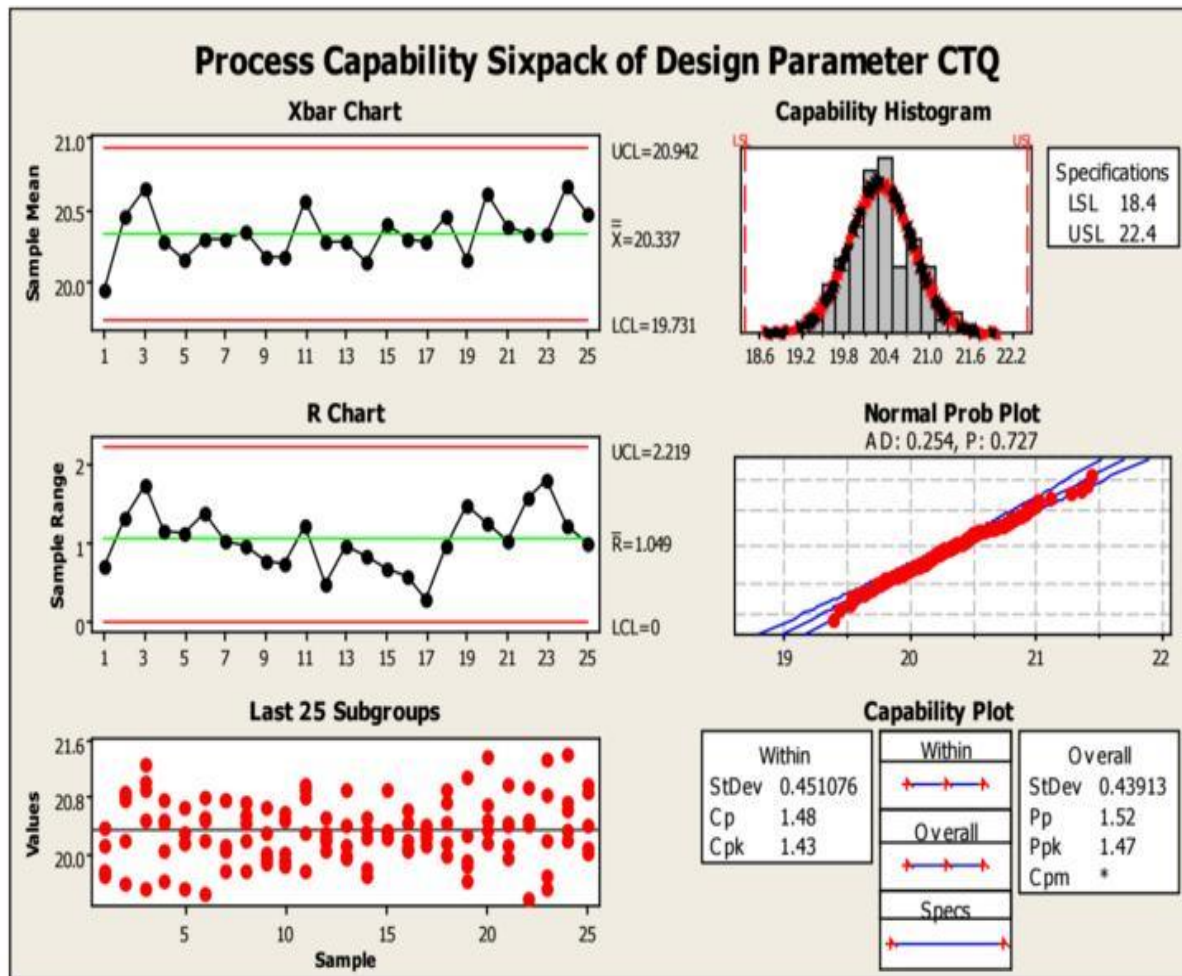 Process Capability Sixpack of Design Parameter CTQ
Xbar Chart
Sample Mean
21.0
20.5
20.0
UCL=20.942
X=20.337
LCL=19.731
1 3 5 7 9 11 13 15 17 19 21 23 25
Capability Histogram
LSL USL
18.6 19.2 19.8 20.4 21.0 21.6 22.2
Specifications
LSL 18.4
USL 22.4
R Chart
Sample Range
2
1
0
UCL=2.219
R=1.049
LCL=0
1 3 5 7 9 11 13 15 17 19 21 23 25
Normal Prob Plot
AD: 0.254, P: 0.727
19 20 21 22
Last 25 Subgroups
Values
21.6
20.8
20.0
5 10 15 20 25
Sample
Capability Plot
Within
StDev 0.451076
Cp 1.48
Cpk 1.43
Within
Overall
Specs
Overall
StDev 0.43913
Pp 1.52
Ppk 1.47
Cpm *